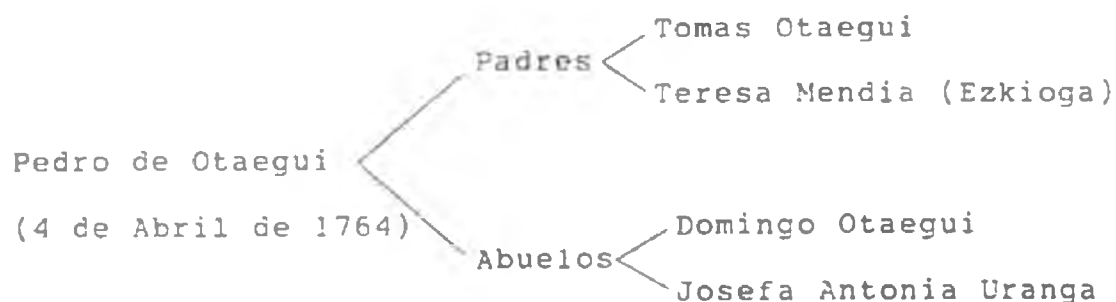 Tomas Otaegui
Padres
Teresa Mendia (Ezkioga)
Pedro de Otaegui
(4 de Abril de 1764)
Domingo Otaegui
Abuelos
Josefa Antonia Uranga